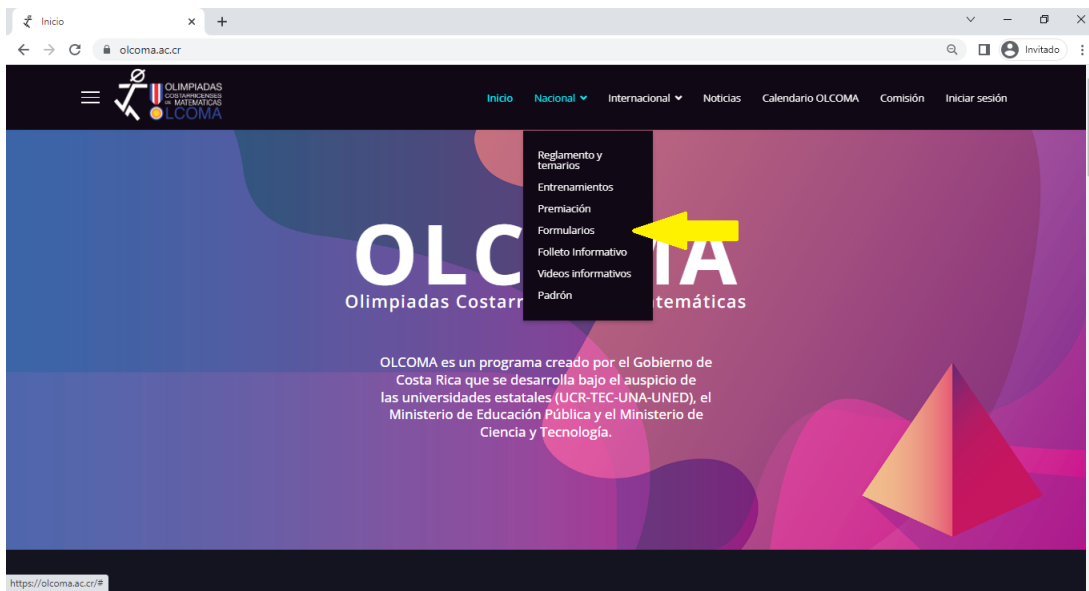 Inicio
olcoma.ac.cr
Invitado
OLIMPIADAS
COSTARRICENSES
DE MATEMATICAS
OLCOMA
Inicio
Nacional
Internacional
Noticias
Calendario OLCOMA
Comisión
Iniciar sesión
Reglamento y
temarios
Entrenamientos
Premiación
Formularios
Folleto Informativo
Videos informativos
Padrón
OLC
A
Olimpiadas Costarr
temáticas
OLCOMA es un programa creado por el Gobierno de
Costa Rica que se desarrolla bajo el auspicio de
las universidades estatales (UCR-TEC-UNA-UNED), el
Ministerio de Educación Pública y el Ministerio de
Ciencia y Tecnología.
https://olcoma.ac.cr/#